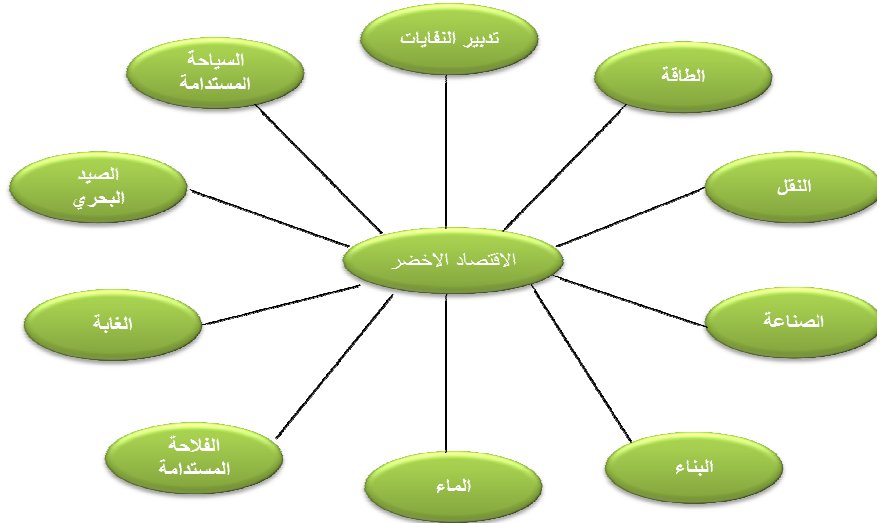 تدبير النفايات
السياحة
المستدامة
الطاقة
الصيد
البحري
النقل
الاقتصاد الاخضر
الغابة
الصناعة
الفلاحة
المستدامة
الماء
البناء